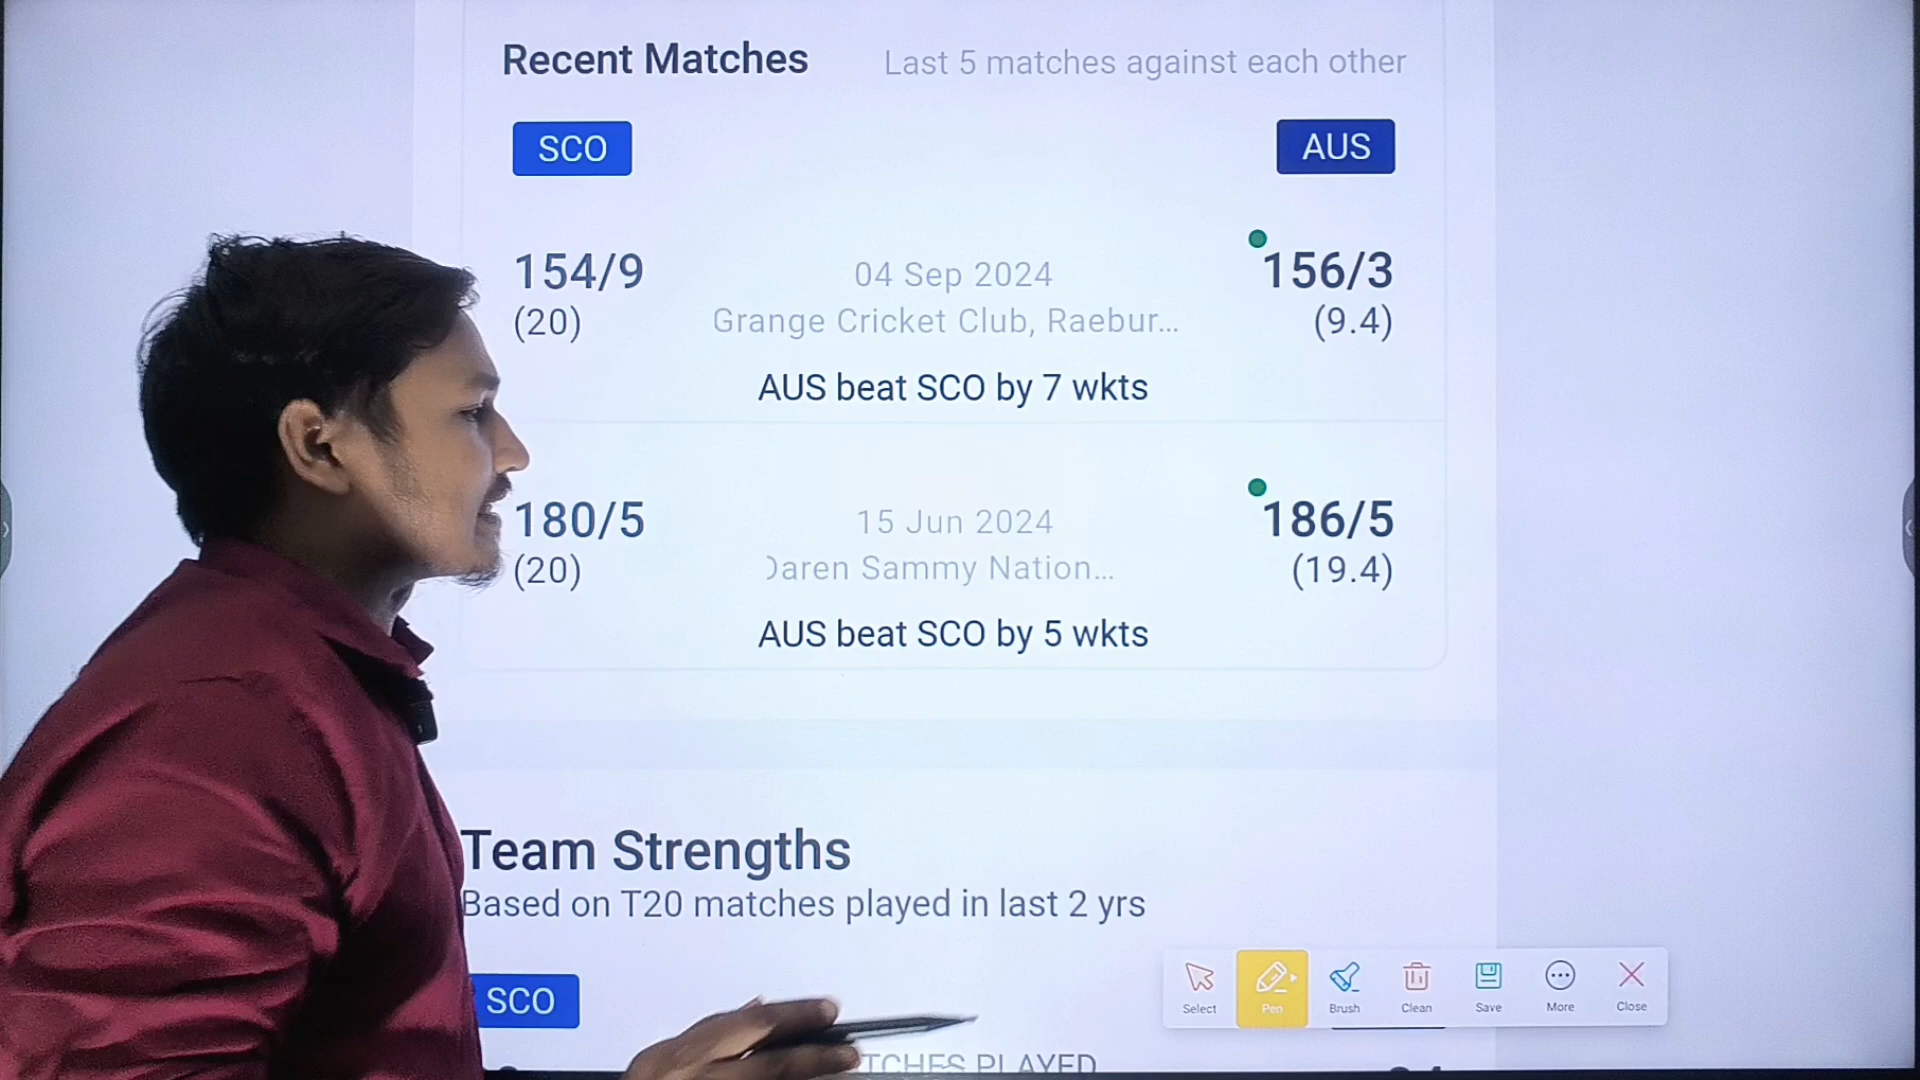 Recent Matches Last 5 matches against each other
SCO AUS
154/9 04 Sep 2024 156/3
(20) Grange Cricket Club, Raebur... (9.4)
AUS beat SCO by 7 wkts
180/5 15 Jun 2024 186/5
(20) Daren Sammy Nation... (19.4)
AUS beat SCO by 5 wkts
Team Strengths
Based on T20 matches played in last 2 yrs
SCO
Select Pen Brush Clean Save More Close
PLAYED